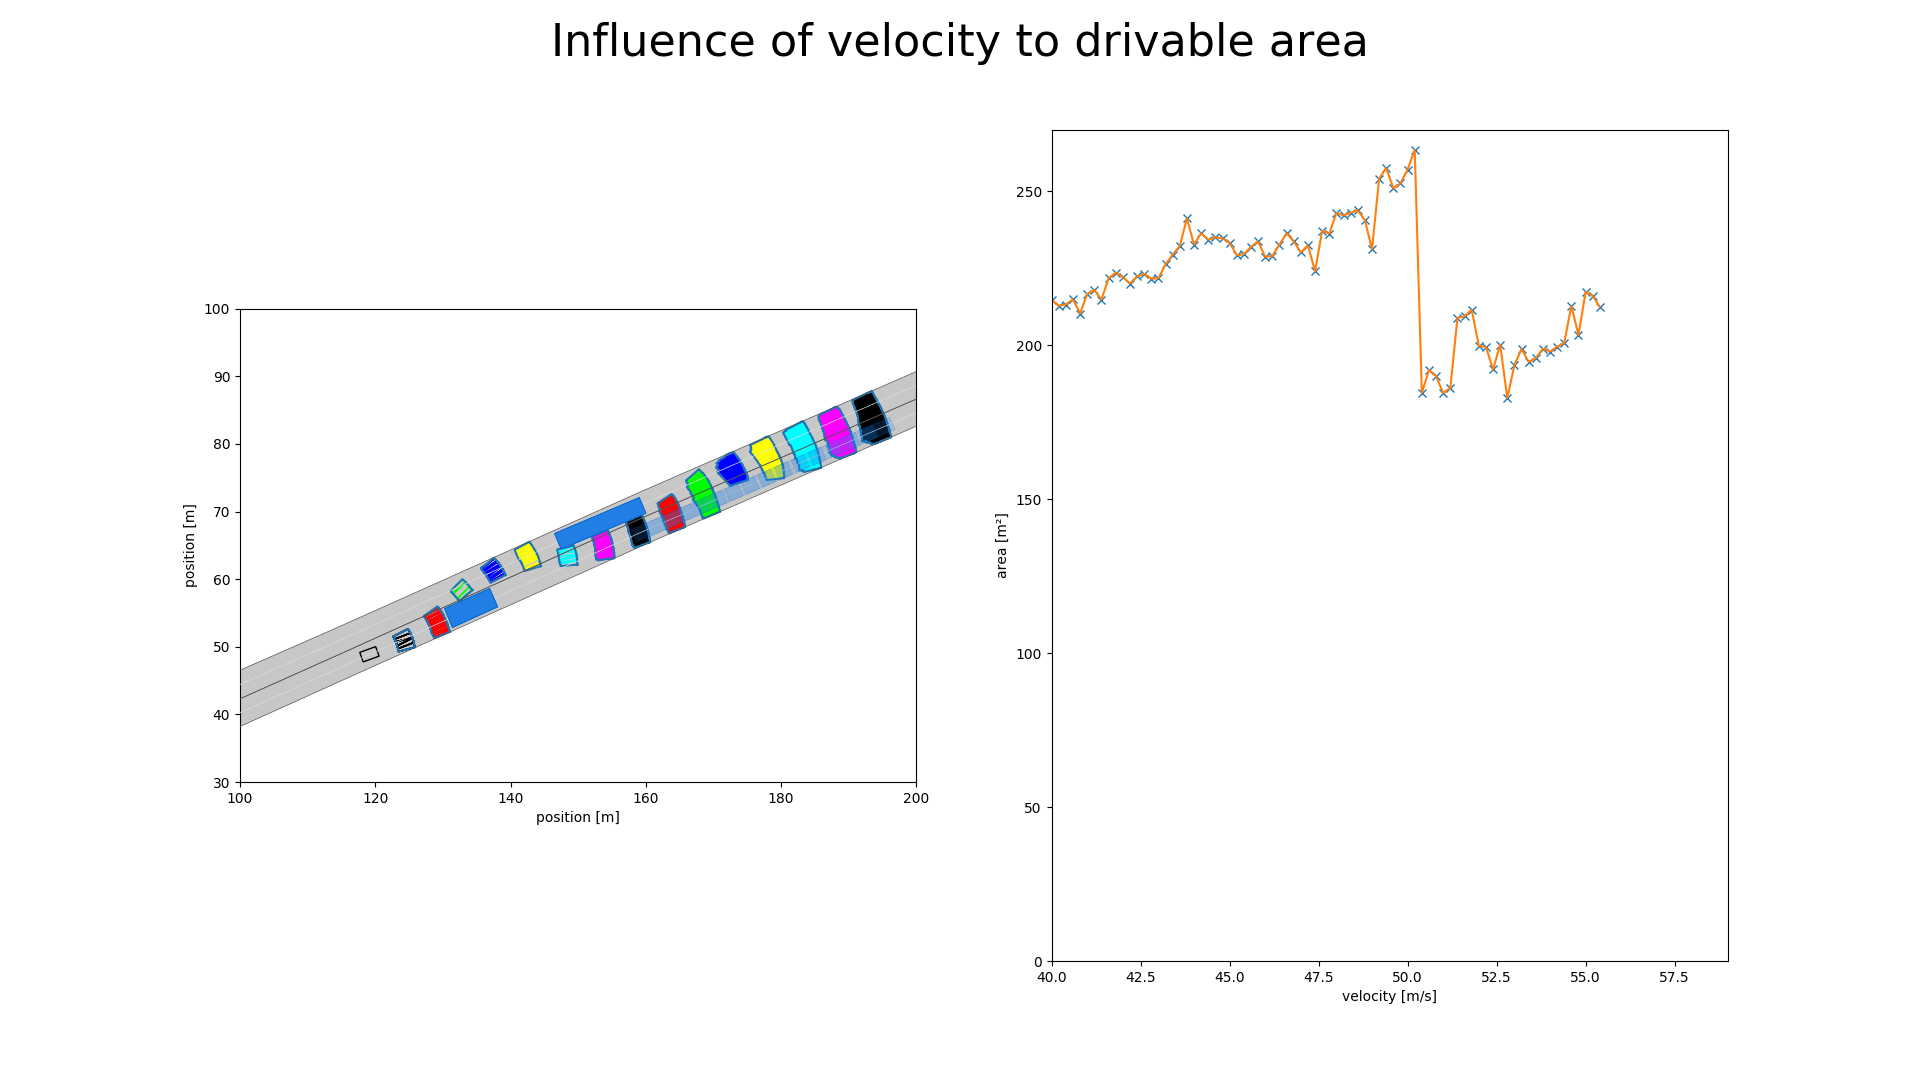 Influence of velocity to drivable area
100
90
80
70
60
50
40
30
position [m]
100 120 140 160 180 200
position [m]
250
200
150
100
50
0
area [m²]
40.0 42.5 45.0 47.5 50.0 52.5 55.0 57.5
velocity [m/s]